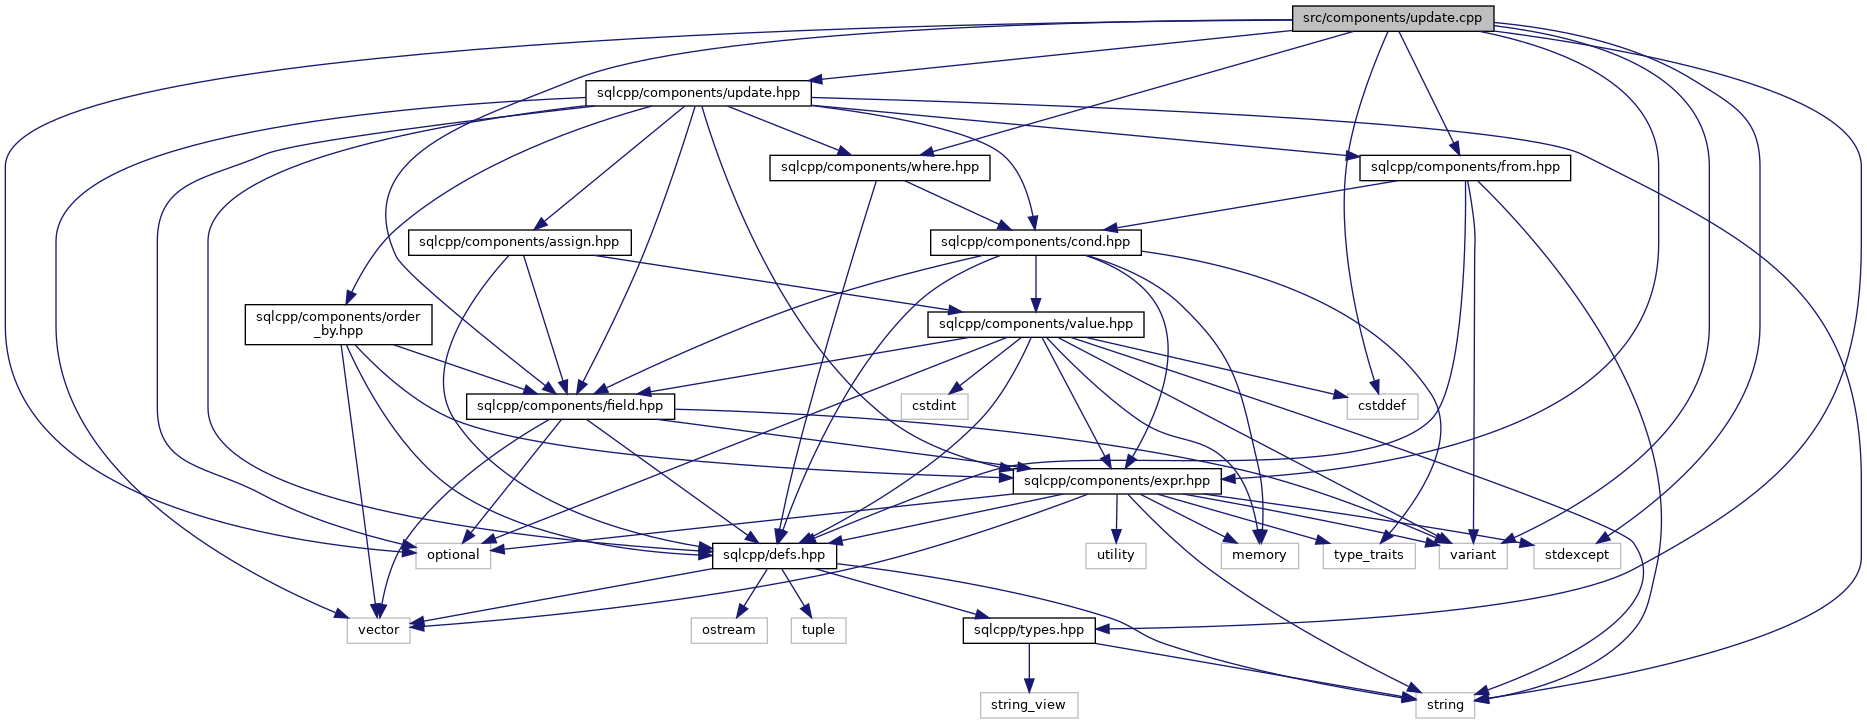 src/components/update.cpp
sqlcpp/components/update.hpp
sqlcpp/components/where.hpp
sqlcpp/components/from.hpp
sqlcpp/components/assign.hpp
sqlcpp/components/cond.hpp
sqlcpp/components/order
_by.hpp
sqlcpp/components/value.hpp
sqlcpp/components/field.hpp
cstdint
cstddef
sqlcpp/components/expr.hpp
optional
sqlcpp/defs.hpp
utility
memory
type_traits
variant
stdexcept
vector
ostream
tuple
sqlcpp/types.hpp
string_view
string